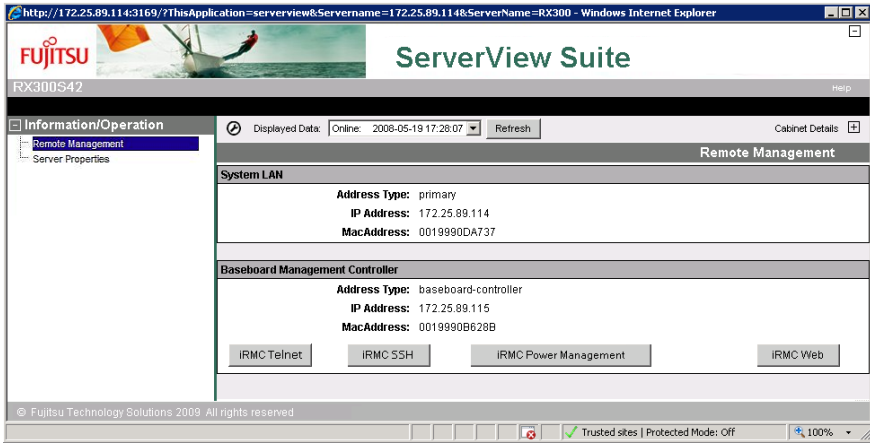 http://172.25.89.114:3169/?ThisApplication=serverview&Servername=172.25.89.114&ServerName=RX300 - Windows Internet Explorer
FUJITSU
ServerView Suite
RX300S42
Help
Information/Operation
Remote Management
Server Properties
Displayed Data: Online: 2008-05-19 17:28:07 Refresh
Cabinet Details
Remote Management
System LAN
Address Type: primary
IP Address: 172.25.89.114
MacAddress: 0019990DA737
Baseboard Management Controller
Address Type: baseboard-controller
IP Address: 172.25.89.115
MacAddress: 0019990B628B
iRMC Telnet iRMC SSH iRMC Power Management iRMC Web
© Fujitsu Technology Solutions 2009 All rights reserved
Trusted sites | Protected Mode: Off 100%